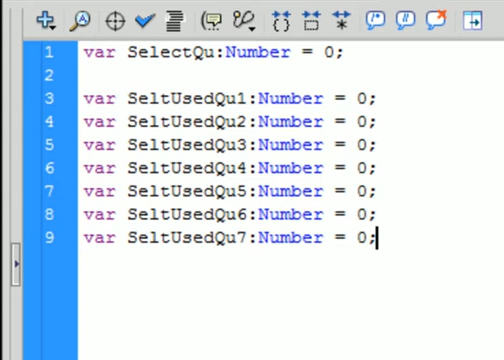 1 var SelectQu:Number = 0;
2
3 var SeltUsedQu1:Number = 0;
4 var SeltUsedQu2:Number = 0;
5 var SeltUsedQu3:Number = 0;
6 var SeltUsedQu4:Number = 0;
7 var SeltUsedQu5:Number = 0;
8 var SeltUsedQu6:Number = 0;
9 var SeltUsedQu7:Number = 0;